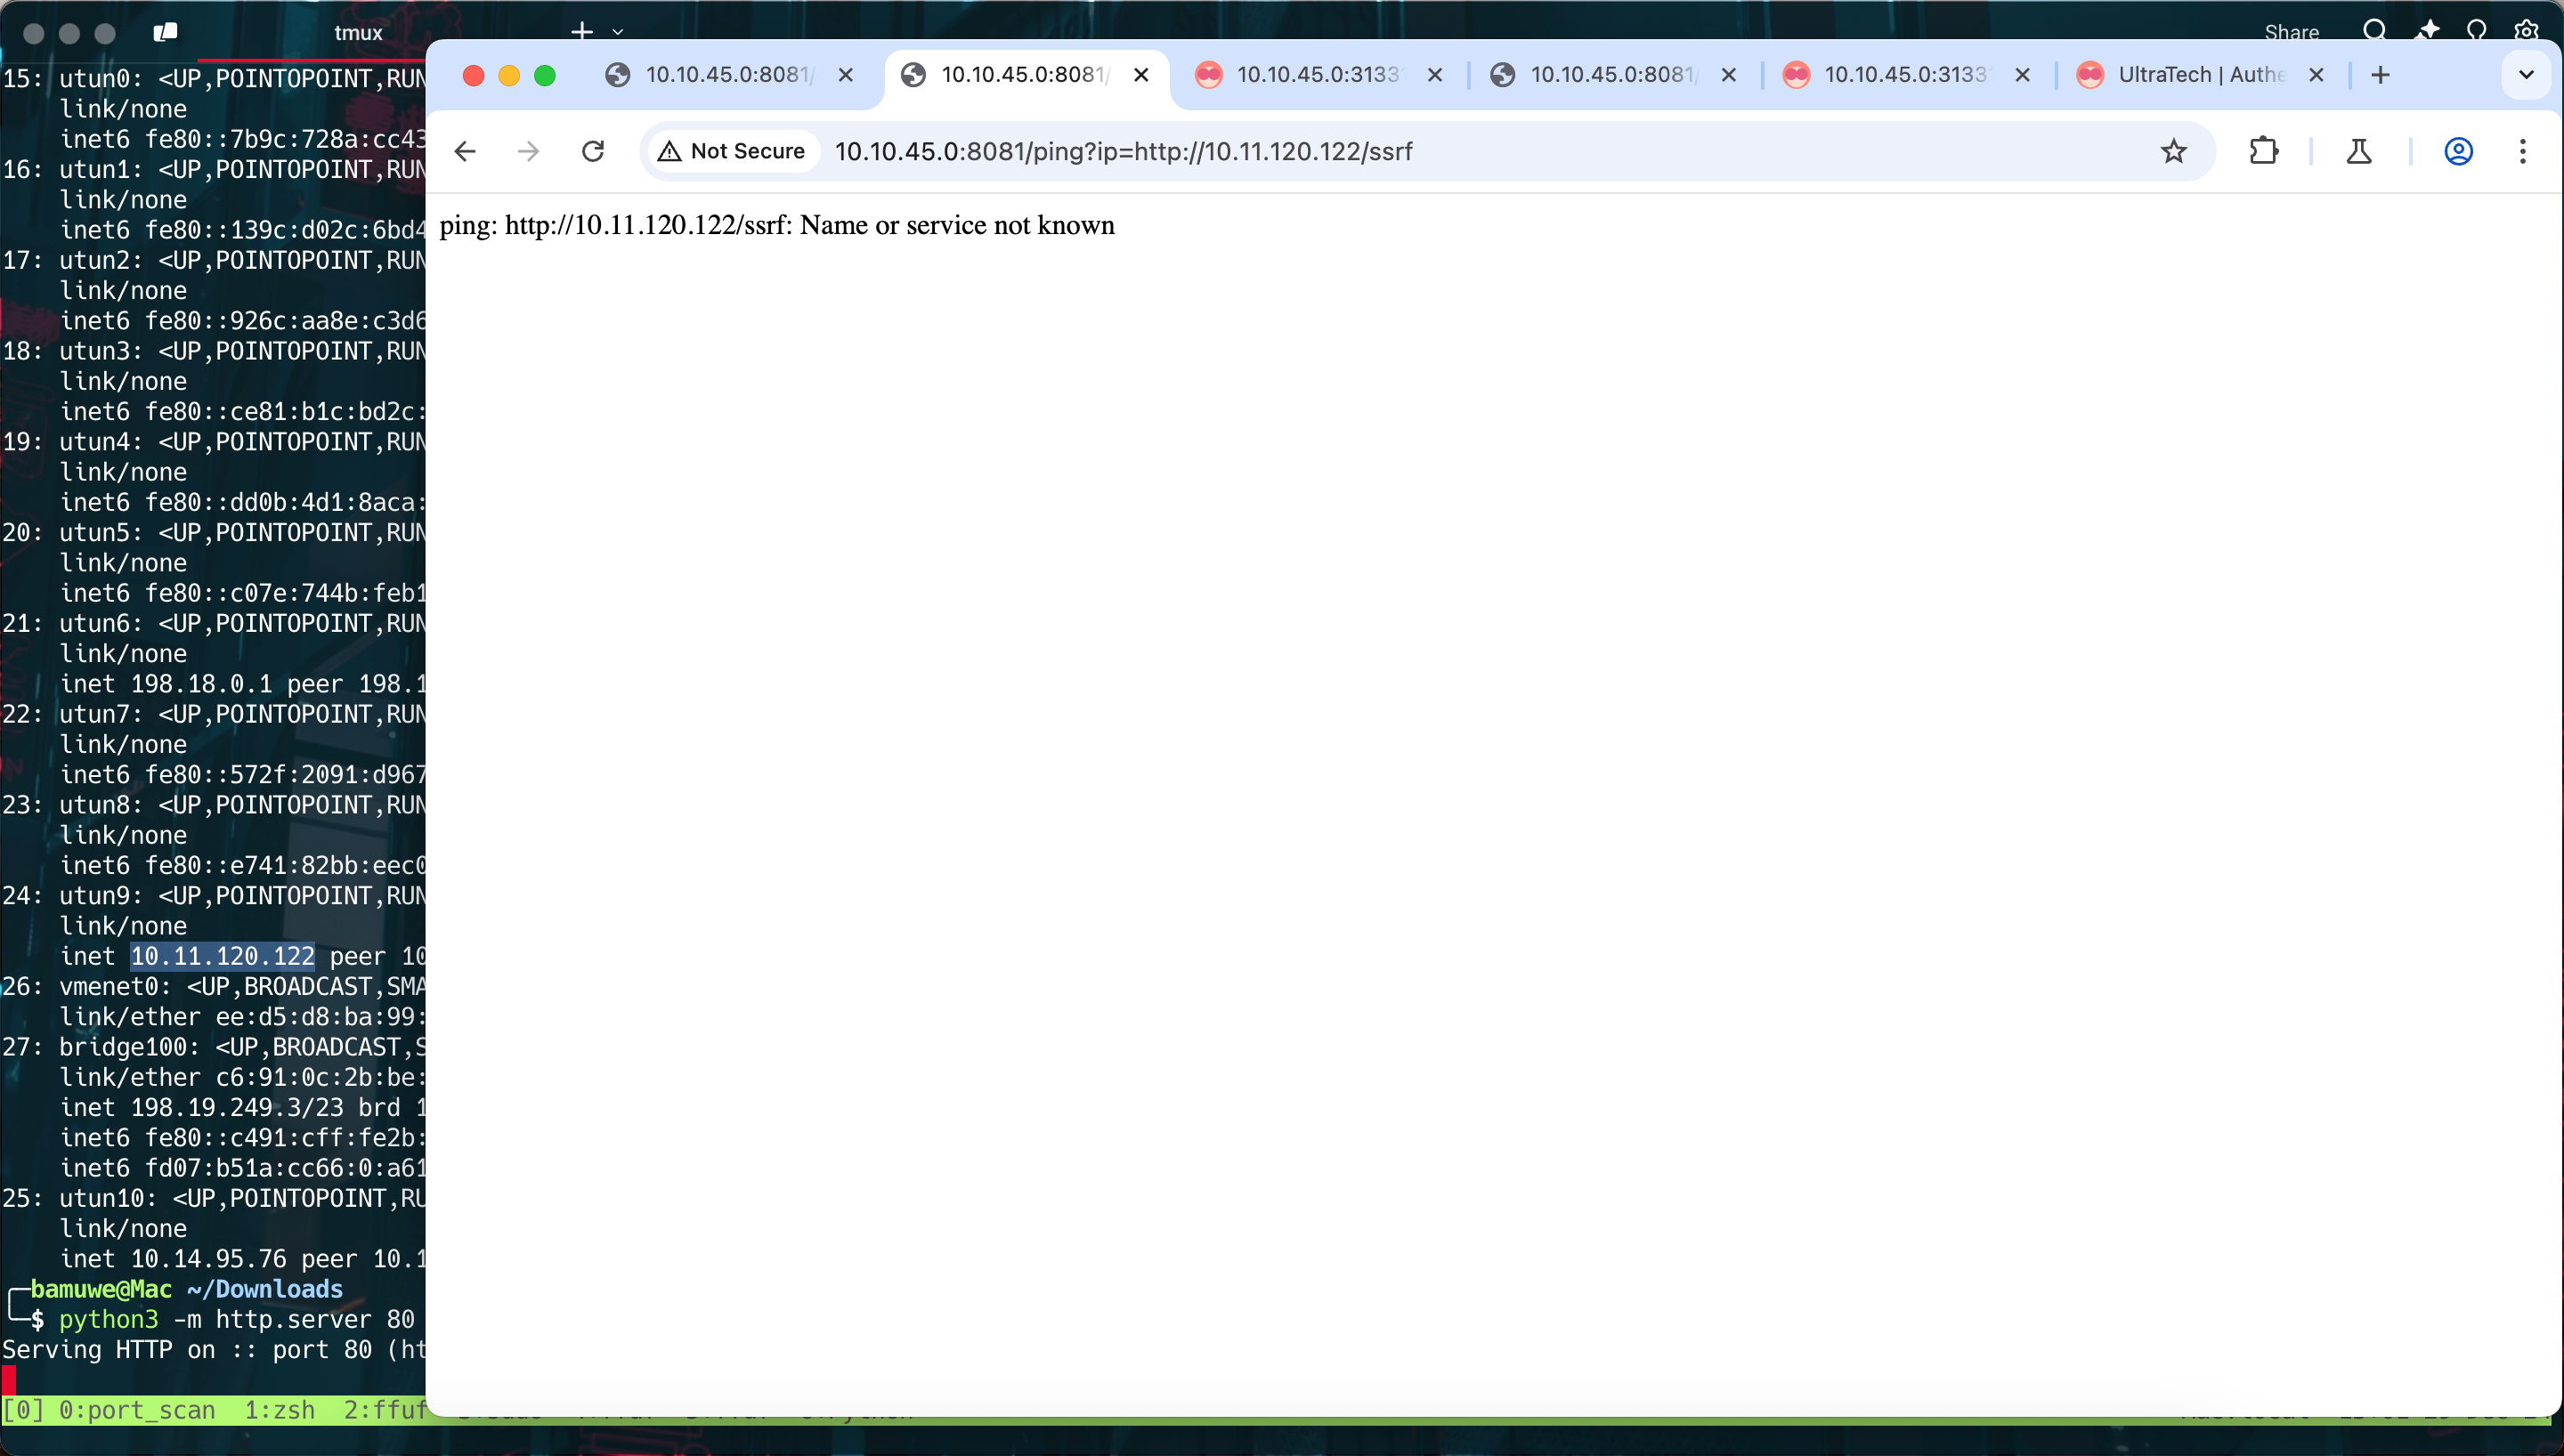 tmux
Share
15: utun0: <UP,POINTOPOINT,RUN
link/none
inet6 fe80::7b9c:728a:cc43
16: utun1: <UP,POINTOPOINT,RUN
link/none
inet6 fe80::139c:d02c:6bd4
17: utun2: <UP,POINTOPOINT,RUN
link/none
inet6 fe80::926c:aa8e:c3d6
18: utun3: <UP,POINTOPOINT,RUN
link/none
inet6 fe80::ce81:b1c:bd2c:
19: utun4: <UP,POINTOPOINT,RUN
link/none
inet6 fe80::dd0b:4d1:8aca:
20: utun5: <UP,POINTOPOINT,RUN
link/none
inet6 fe80::c07e:744b:feb1
21: utun6: <UP,POINTOPOINT,RUN
link/none
inet 198.18.0.1 peer 198.1
22: utun7: <UP,POINTOPOINT,RUN
link/none
inet6 fe80::572f:2091:d967
23: utun8: <UP,POINTOPOINT,RUN
link/none
inet6 fe80::e741:82bb:eec0
24: utun9: <UP,POINTOPOINT,RUN
link/none
inet 10.11.120.122 peer 10
26: vmenet0: <UP,BROADCAST,SMA
link/ether ee:d5:d8:ba:99:
27: bridge100: <UP,BROADCAST,S
link/ether c6:91:0c:2b:be:
inet 198.19.249.3/23 brd 1
inet6 fe80::c491:cff:fe2b:
inet6 fd07:b51a:cc66:0:a61
25: utun10: <UP,POINTOPOINT,RU
link/none
inet 10.14.95.76 peer 10.1
bamuwe@Mac ~/Downloads
$ python3 -m http.server 80
Serving HTTP on :: port 80 (ht
[0] 0:port_scan 1:zsh 2:ffuf
10.10.45.0:8081/
10.10.45.0:8081/
10.10.45.0:3133
10.10.45.0:8081/
10.10.45.0:3133
UltraTech | Authe
Not Secure
10.10.45.0:8081/ping?ip=http://10.11.120.122/ssrf
ping: http://10.11.120.122/ssrf: Name or service not known